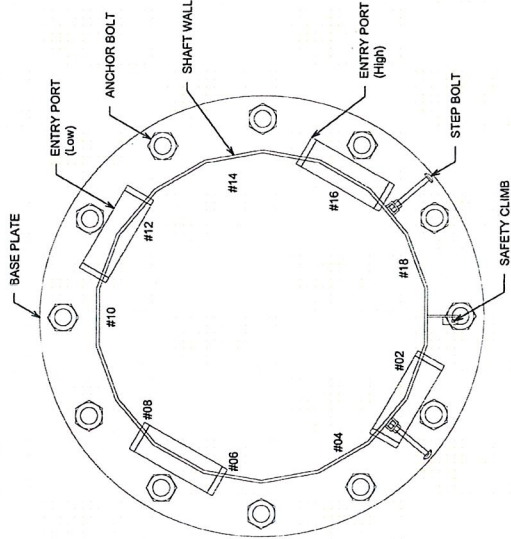 BASE PLATE
ENTRY PORT
(Low)
ANCHOR BOLT
SHAFT WALL
ENTRY PORT
(High)
STEP BOLT
SAFETY CLIMB
#10
#12
#14
#16
#18
#02
#04
#06
#08